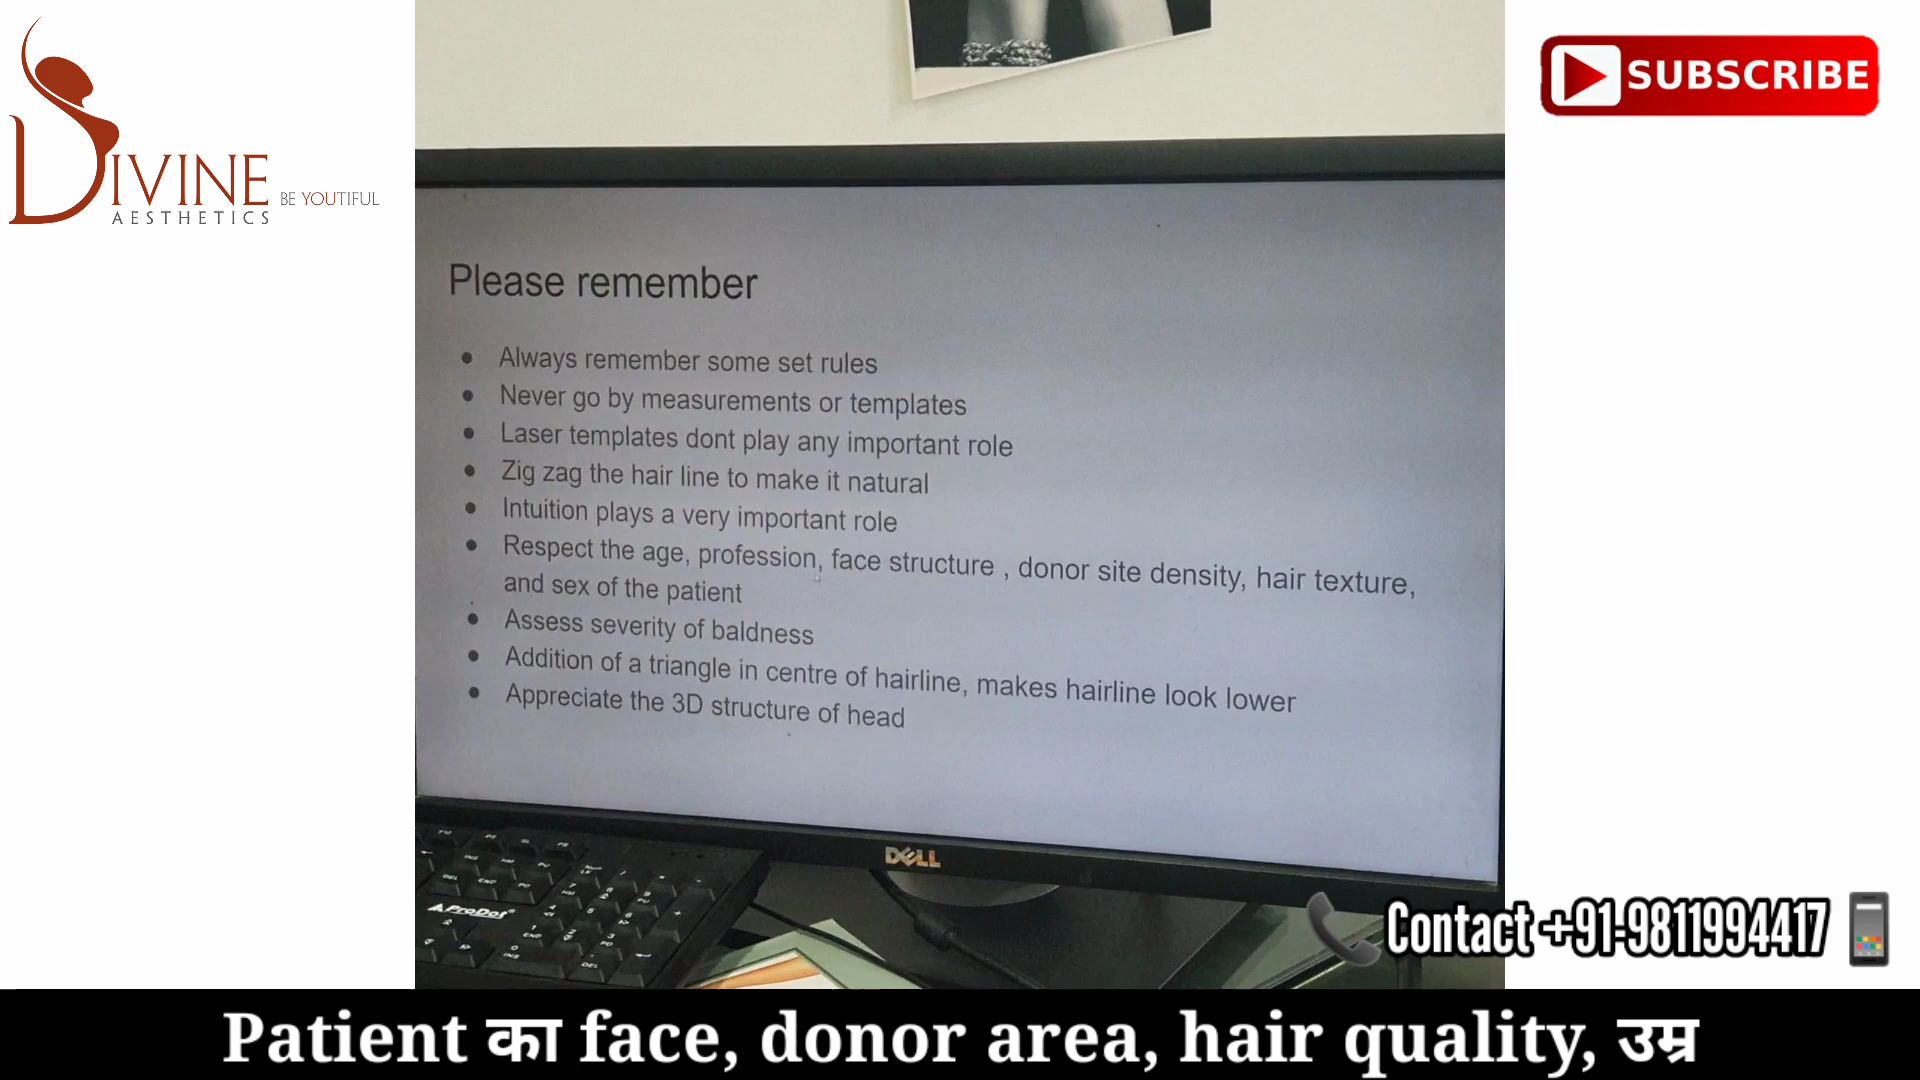 DIVINE
AESTHETICS
BE YOUTIFUL
SUBSCRIBE
Please remember
● Always remember some set rules
● Never go by measurements or templates
● Laser templates dont play any important role
● Zig zag the hair line to make it natural
● Intuition plays a very important role
● Respect the age, profession, face structure , donor site density, hair texture,
and sex of the patient
● Assess severity of baldness
● Addition of a triangle in centre of hairline, makes hairline look lower
● Appreciate the 3D structure of head
DELL
ProDot
Contact +91-9811994417
Patient का face, donor area, hair quality, उम्र